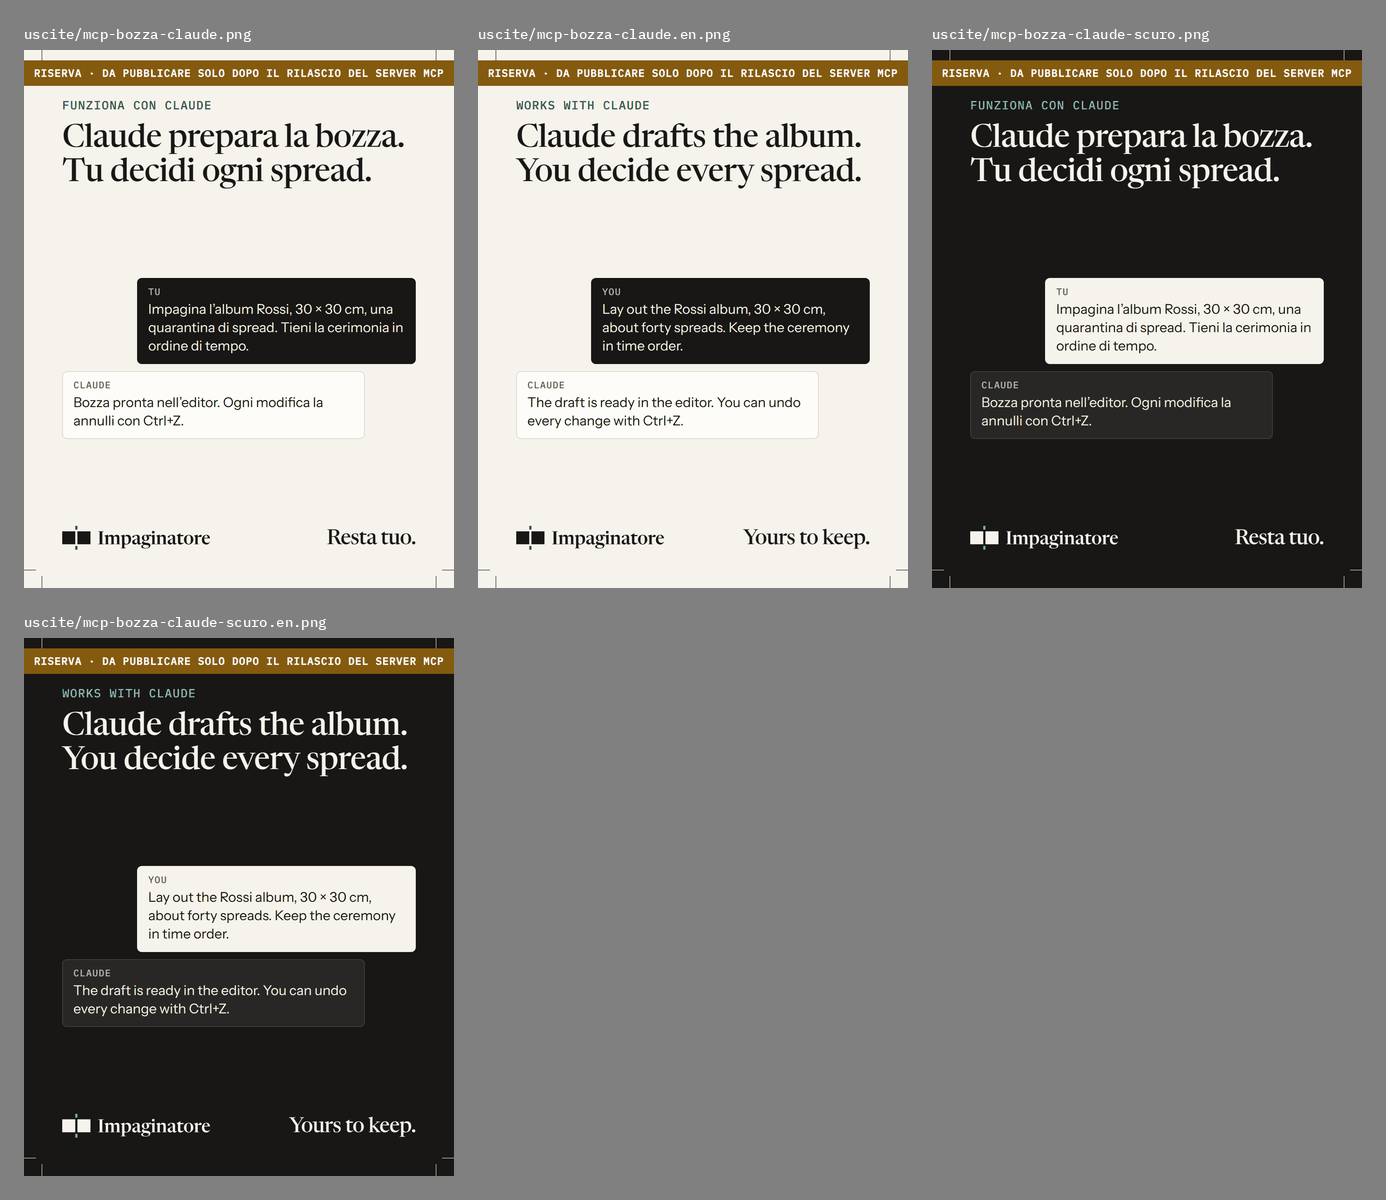 uscite/mcp-bozza-claude.png
RISERVA · DA PUBBLICARE SOLO DOPO IL RILASCIO DEL SERVER MCP
FUNZIONA CON CLAUDE
Claude prepara la bozza.
Tu decidi ogni spread.
TU
Impagina l’album Rossi, 30 × 30 cm, una
quarantina di spread. Tieni la cerimonia in
ordine di tempo.
CLAUDE
Bozza pronta nell’editor. Ogni modifica la
annulli con Ctrl+Z.
Impaginatore
Resta tuo.
uscite/mcp-bozza-claude.en.png
RISERVA · DA PUBBLICARE SOLO DOPO IL RILASCIO DEL SERVER MCP
WORKS WITH CLAUDE
Claude drafts the album.
You decide every spread.
YOU
Lay out the Rossi album, 30 × 30 cm,
about forty spreads. Keep the ceremony
in time order.
CLAUDE
The draft is ready in the editor. You can undo
every change with Ctrl+Z.
Impaginatore
Yours to keep.
uscite/mcp-bozza-claude-scuro.png
RISERVA · DA PUBBLICARE SOLO DOPO IL RILASCIO DEL SERVER MCP
FUNZIONA CON CLAUDE
Claude prepara la bozza.
Tu decidi ogni spread.
TU
Impagina l’album Rossi, 30 × 30 cm, una
quarantina di spread. Tieni la cerimonia in
ordine di tempo.
CLAUDE
Bozza pronta nell’editor. Ogni modifica la
annulli con Ctrl+Z.
Impaginatore
Resta tuo.
uscite/mcp-bozza-claude-scuro.en.png
RISERVA · DA PUBBLICARE SOLO DOPO IL RILASCIO DEL SERVER MCP
WORKS WITH CLAUDE
Claude drafts the album.
You decide every spread.
YOU
Lay out the Rossi album, 30 × 30 cm,
about forty spreads. Keep the ceremony
in time order.
CLAUDE
The draft is ready in the editor. You can undo
every change with Ctrl+Z.
Impaginatore
Yours to keep.